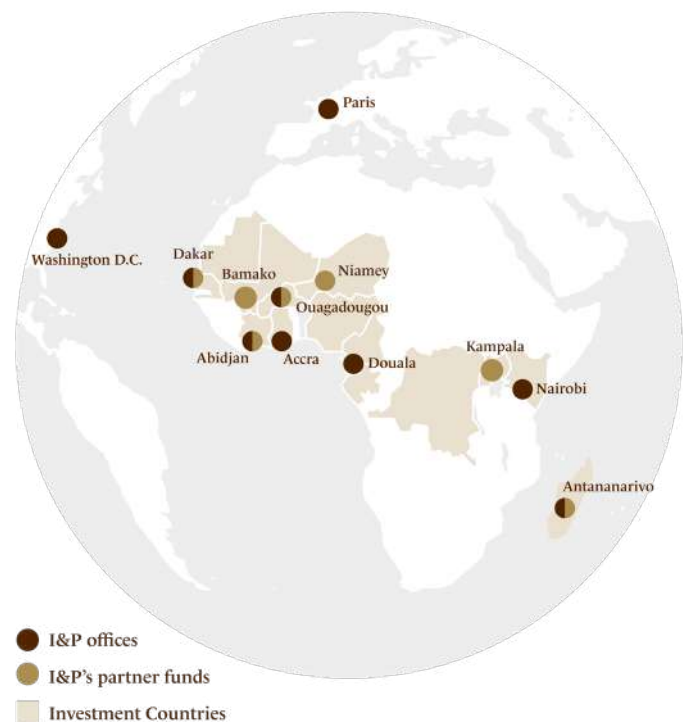 Paris
Washington D.C.
Dakar
Bamako
Niamey
Ouagadougou
Abidjan
Accra
Douala
Kampala
Nairobi
Antananarivo
I&P offices
I&P's partner funds
Investment Countries